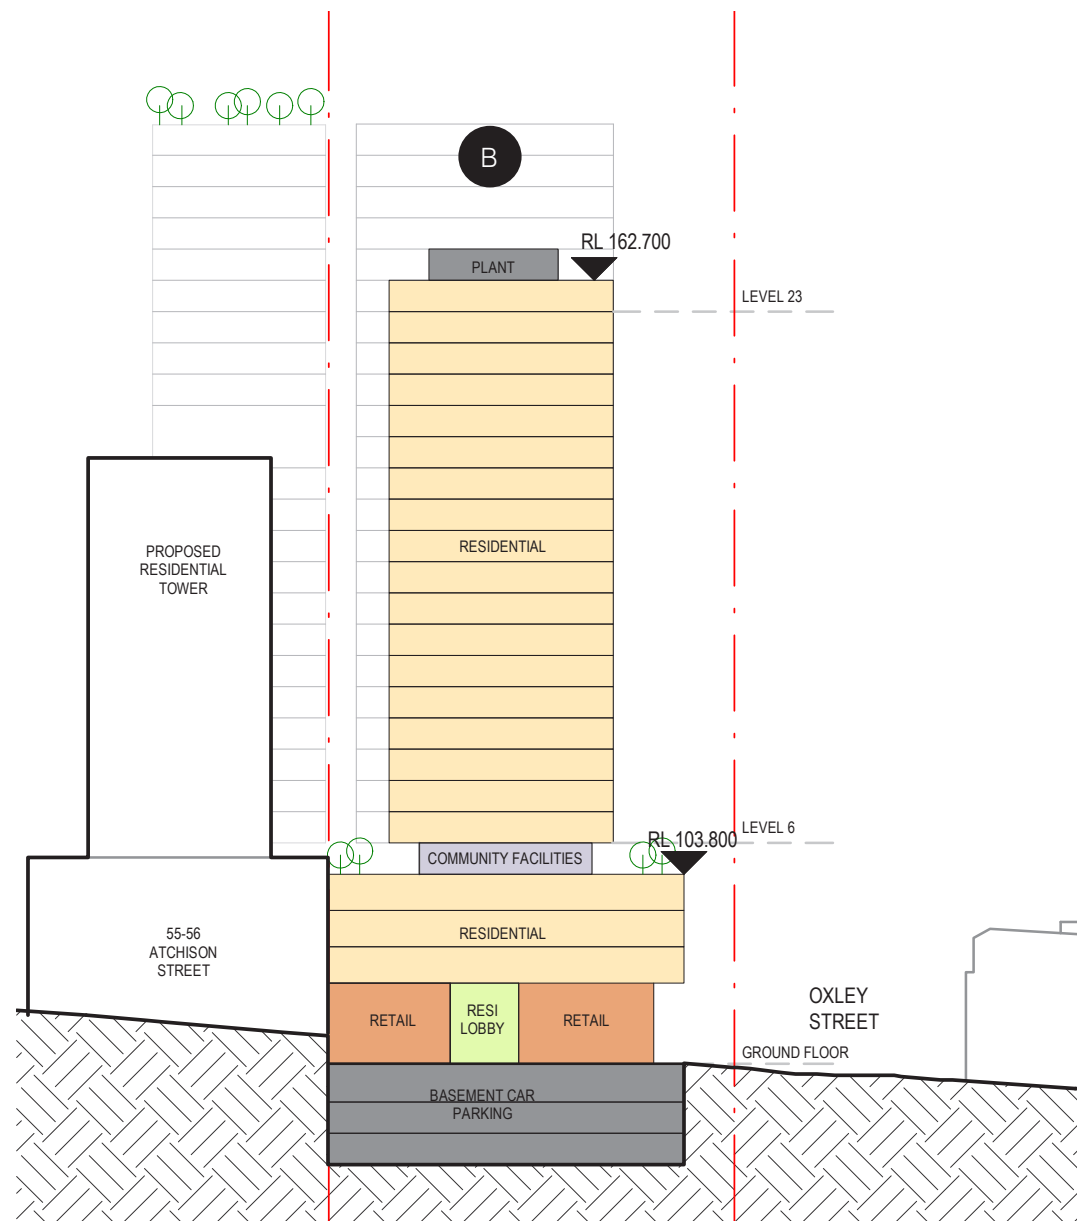 B
RL 162.700
PLANT
LEVEL 23
RESIDENTIAL
PROPOSED
RESIDENTIAL
TOWER
LEVEL 6
RL 103.800
COMMUNITY FACILITIES
RESIDENTIAL
55-56
ATCHISON
STREET
RETAIL
RESI
LOBBY
RETAIL
OXLEY
STREET
GROUND FLOOR
BASEMENT CAR
PARKING